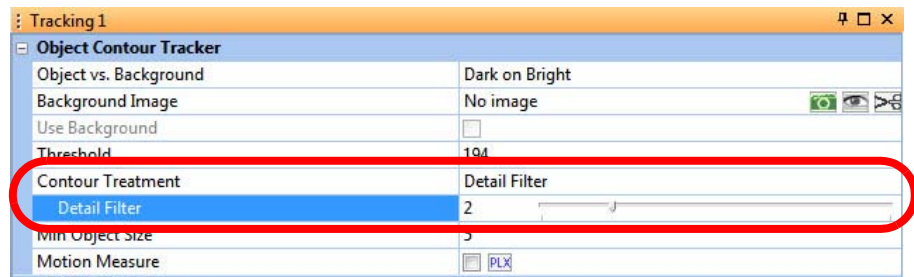 Tracking 1
Object Contour Tracker
Object vs. Background Dark on Bright
Background Image No image
Use Background
Threshold 194
Contour Treatment Detail Filter
Detail Filter 2
Min Object Size 5
Motion Measure PLX